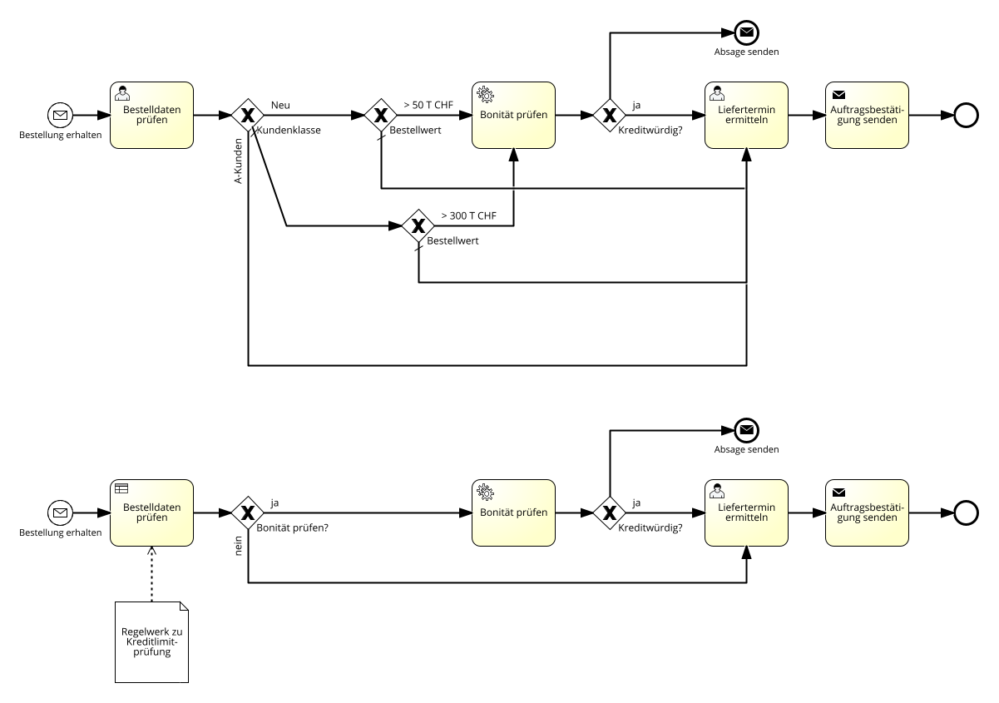 Absage senden
Bestellung erhalten
Bestelldaten
prüfen
Neu
Kundenklasse
A-Kunden
> 50 T CHF
Bestellwert
Bonität prüfen
ja
Kreditwürdig?
Liefertermin
ermitteln
Auftragsbestäti-
gung senden
> 300 T CHF
Bestellwert
Absage senden
Bestellung erhalten
Bestelldaten
prüfen
ja
Bonität prüfen?
nein
Bonität prüfen
ja
Kreditwürdig?
Liefertermin
ermitteln
Auftragsbestäti-
gung senden
Regelwerk zu
Kreditlimit-
prüfung